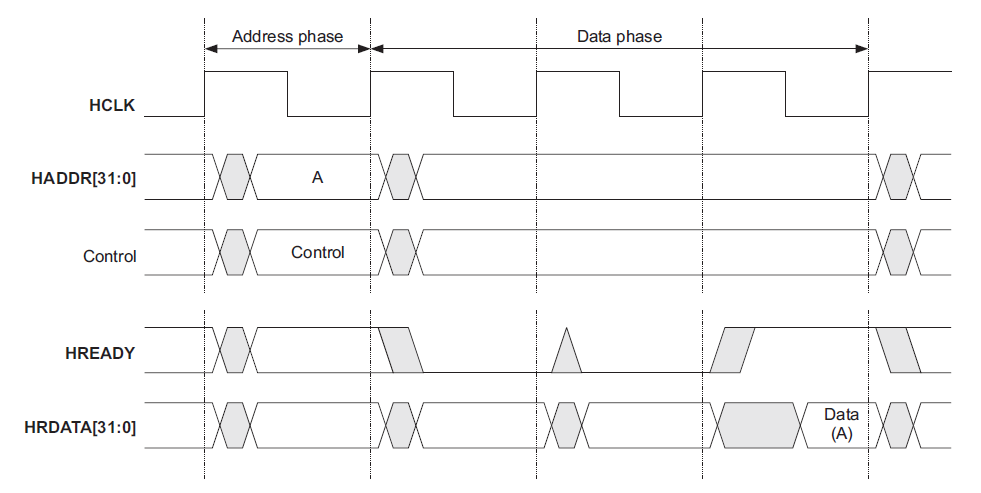 Address phase
Data phase
HCLK
HADDR[31:0]
A
Control
Control
HREADY
HRDATA[31:0]
Data
(A)